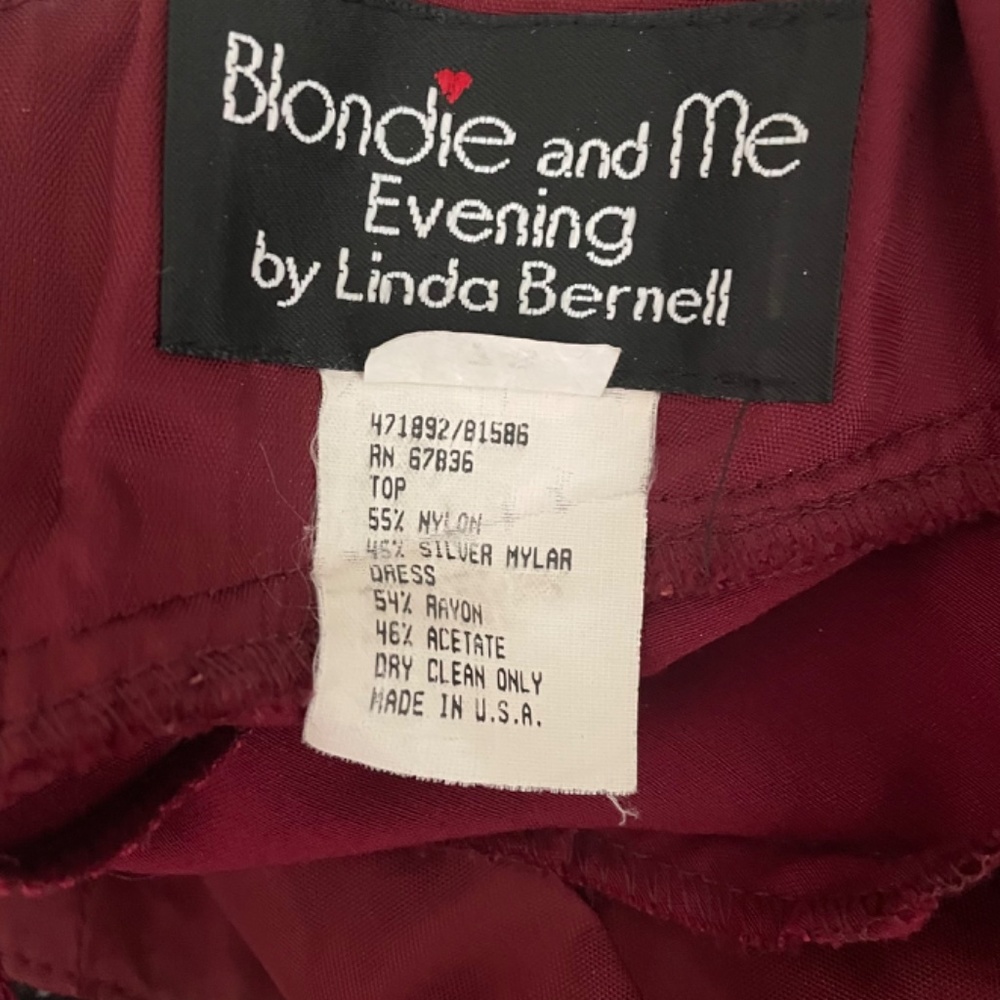 Blondie and Me
Evening
by Linda Bernell
471892/81586
RN 67836
TOP
55% NYLON
45% SILVER MYLAR
DRESS
54% RAYON
46% ACETATE
DRY CLEAN ONLY
MADE IN U.S.A.